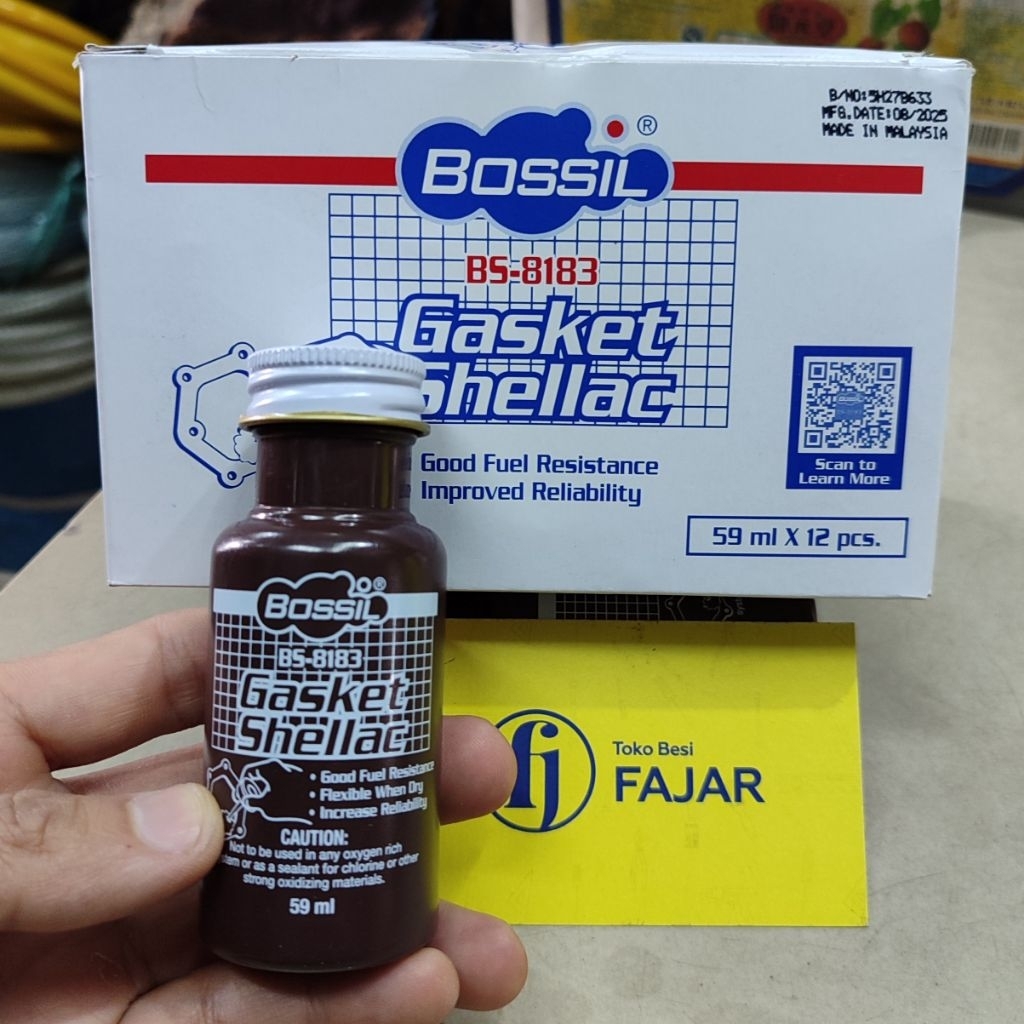 B/NO:5H27B633
MFG.DATE:08/2025
MADE IN MALAYSIA
BOSSIL ®
BS-8183
Gasket
Shellac
Good Fuel Resistance
Improved Reliability
Scan to
Learn More
59 ml X 12 pcs.
BOSSIL ®
BS-8183
Gasket
Shellac
• Good Fuel Resistance
• Flexible When Dry
• Increase Reliability
CAUTION:
Not to be used in any oxygen rich
or as a sealant for chlorine or other
strong oxidizing materials.
59 ml
fj
Toko Besi
FAJAR